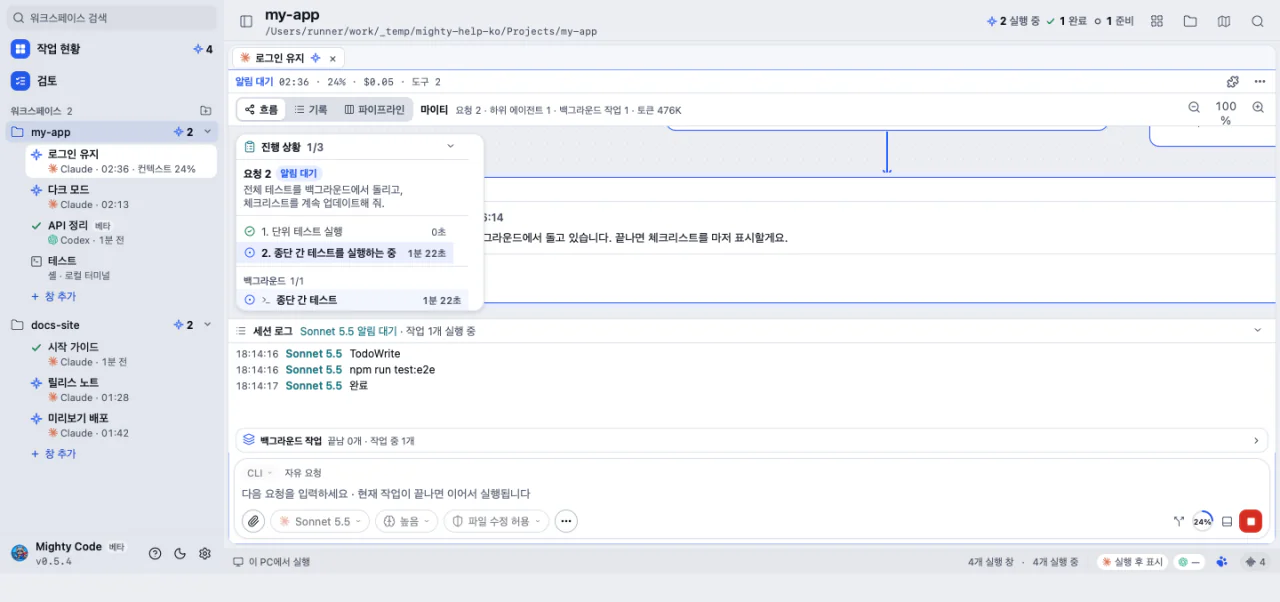 워크스페이스 검색
작업 현황 4
검토
워크스페이스 2
my-app 2
로그인 유지
Claude · 02:36 · 컨텍스트 24%
다크 모드
Claude · 02:13
API 정리 베타
Codex · 1분 전
테스트
셸 · 로컬 터미널
+ 창 추가
docs-site 2
시작 가이드
Claude · 1분 전
릴리스 노트
Claude · 01:28
미리보기 배포
Claude · 01:42
+ 창 추가
Mighty Code 베타
v0.5.4
my-app
/Users/runner/work/_temp/mighty-help-ko/Projects/my-app
2 실행 중 1 완료 1 준비
로그인 유지
알림 대기 02:36 · 24% · $0.05 · 도구 2
흐름 기록 파이프라인 마이티 요청 2 · 하위 에이전트 1 · 백그라운드 작업 1 · 토큰 476K
100
%
진행 상황 1/3
요청 2 알림 대기
전체 테스트를 백그라운드에서 돌리고,
체크리스트를 계속 업데이트해 줘.
1. 단위 테스트 실행 0초
2. 종단 간 테스트를 실행하는 중 1분 22초
백그라운드 1/1
종단 간 테스트 1분 22초
6:14
그라운드에서 돌고 있습니다. 끝나면 체크리스트를 마저 표시할게요.
세션 로그 Sonnet 5.5 알림 대기 · 작업 1개 실행 중
18:14:16 Sonnet 5.5 TodoWrite
18:14:16 Sonnet 5.5 npm run test:e2e
18:14:17 Sonnet 5.5 완료
백그라운드 작업 끝남 0개 · 작업 중 1개
CLI 자유 요청
다음 요청을 입력하세요 · 현재 작업이 끝나면 이어서 실행됩니다
Sonnet 5.5 높음 파일 수정 허용
24%
이 PC에서 실행
4개 실행 창 · 4개 실행 중 실행 후 표시 — 4